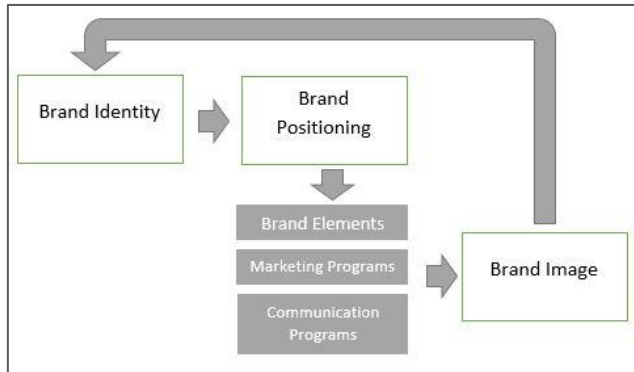 Brand Identity
Brand
Positioning
Brand Elements
Marketing Programs
Communication
Programs
Brand Image